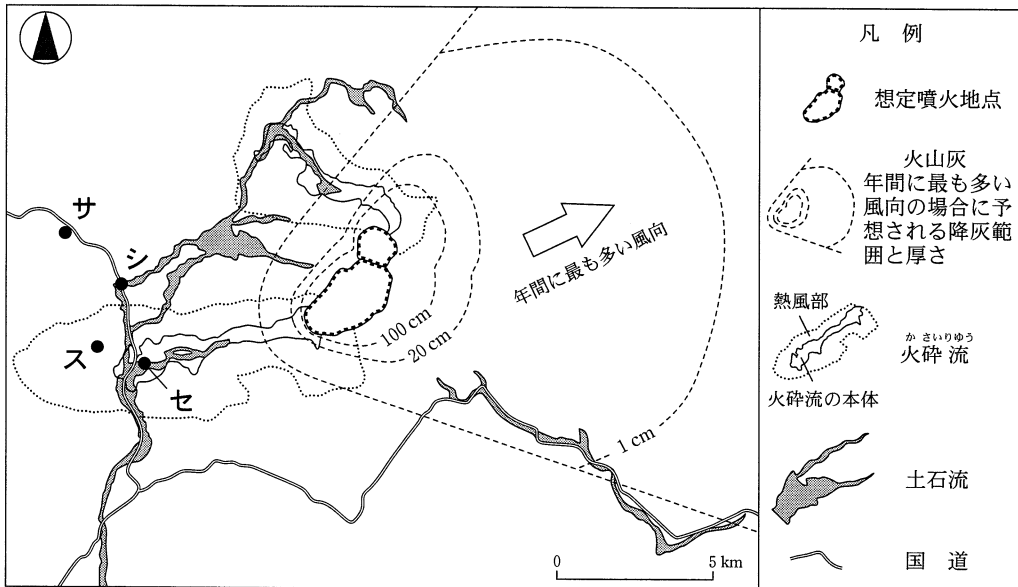 サ
シ
ス
セ
100 cm
20 cm
1 cm
年間に最も多い風向
0 5 km
凡 例
想定噴火地点
火山灰
年間に最も多い
風向の場合に予
想される降灰範
囲と厚さ
熱風部
か さいりゆう
火砕流
火砕流の本体
土石流
国 道